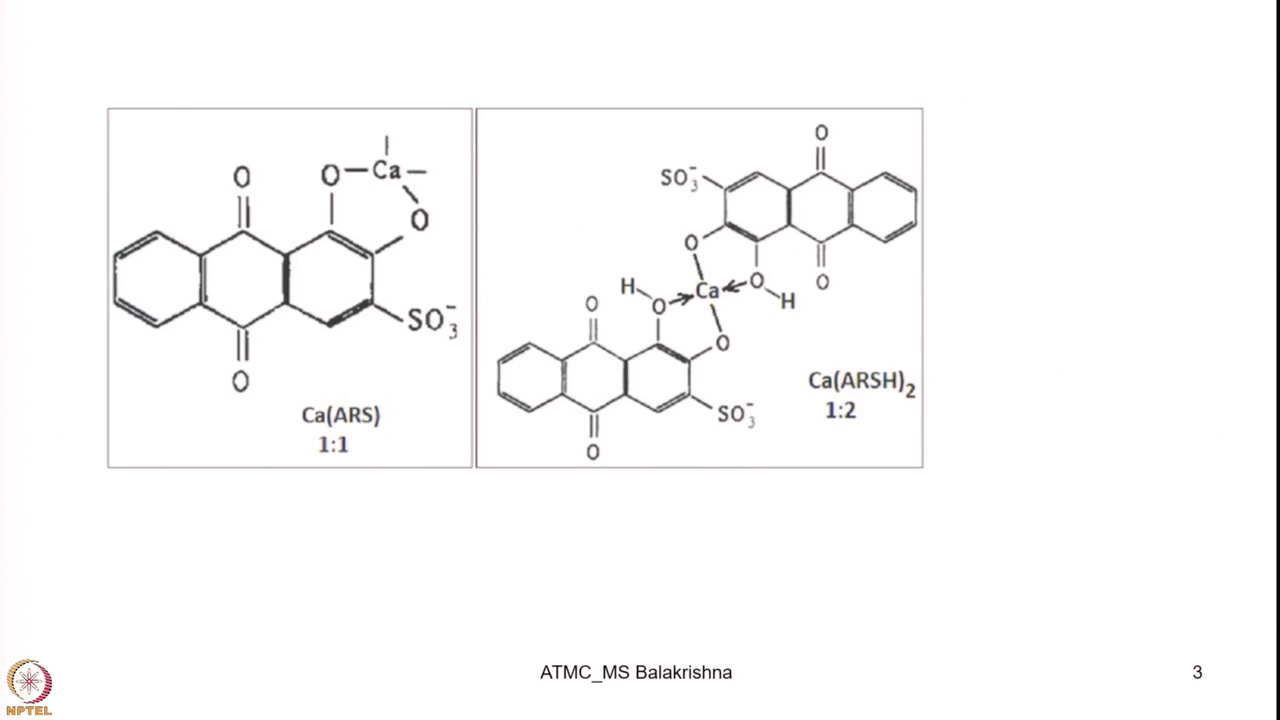 O
O
Ca
O
SO3−
O
Ca(ARS)
1:1
O
SO3−
O
O
H
Ca
O
H
O
O
O
SO3−
O
Ca(ARSH)2
1:2
NPTEL
ATMC_MS Balakrishna
3